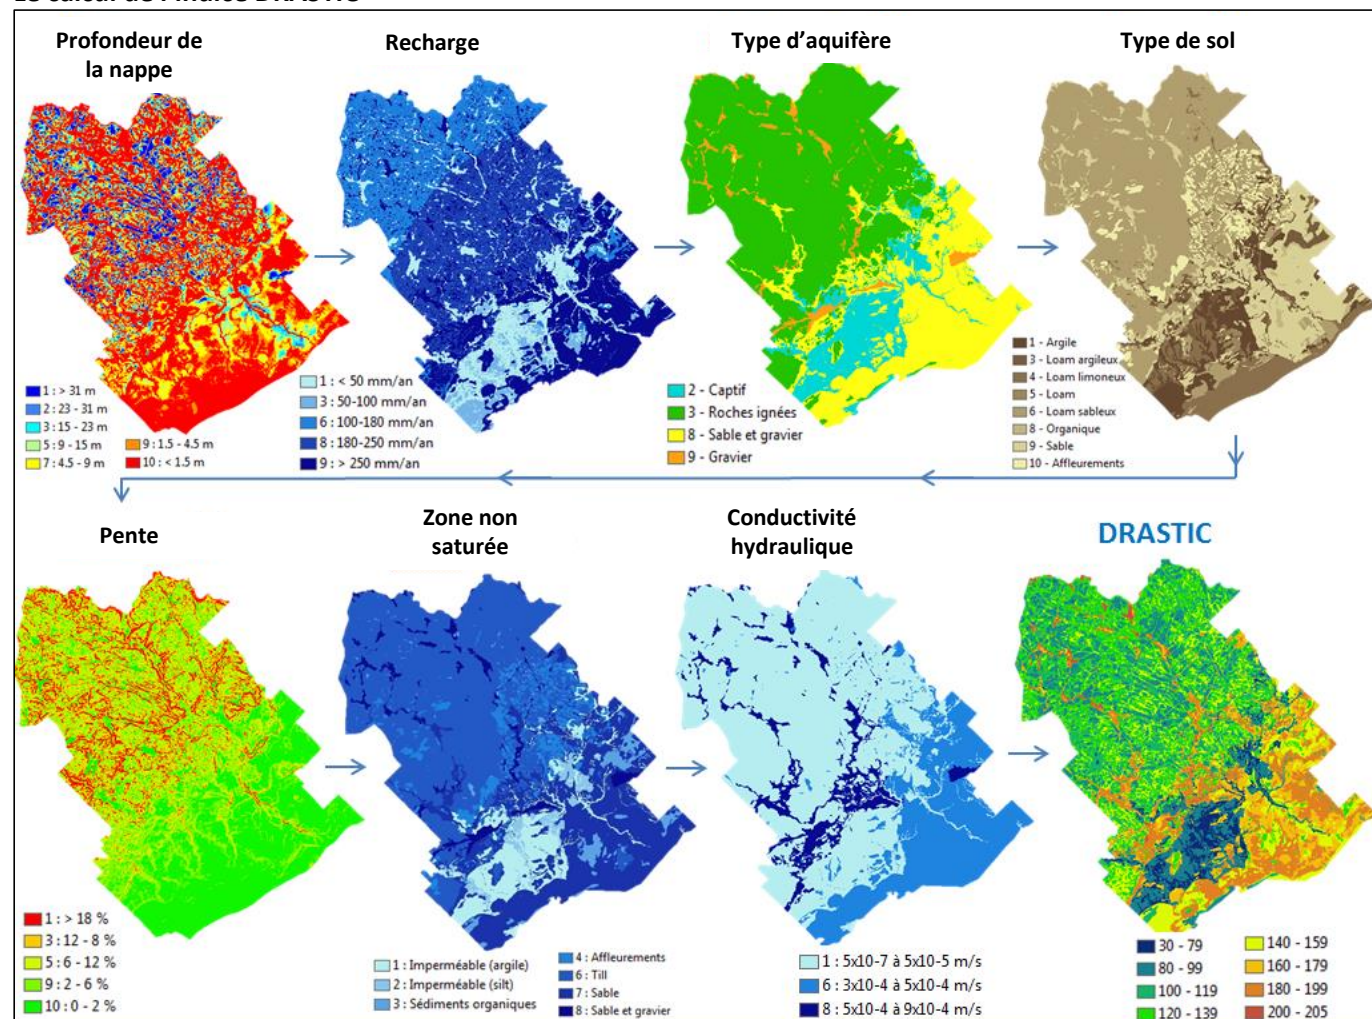 Le calcul de l'indice DRASTIC
Profondeur de
la nappe
Recharge
Type d’aquifère
Type de sol
1 : > 31 m
2 : 23 - 31 m
3 : 15 - 23 m
5 : 9 - 15 m
7 : 4.5 - 9 m
9 : 1.5 - 4.5 m
10 : < 1.5 m
1 : < 50 mm/an
3 : 50-100 mm/an
6 : 100-180 mm/an
8 : 180-250 mm/an
9 : > 250 mm/an
2 - Captif
3 - Roches ignées
8 - Sable et gravier
9 - Gravier
1 - Argile
3 - Loam argileux
4 - Loam limoneux
5 - Loam
6 - Loam sableux
8 - Organique
9 - Sable
10 - Affleurements
Pente
Zone non
saturée
Conductivité
hydraulique
DRASTIC
1 : > 18 %
3 : 12 - 8 %
5 : 6 - 12 %
9 : 2 - 6 %
10 : 0 - 2 %
1 : Imperméable (argile)
2 : Imperméable (silt)
3 : Sédiments organiques
4 : Affleurements
6 : Till
7 : Sable
8 : Sable et gravier
1 : 5x10-7 à 5x10-5 m/s
6 : 3x10-4 à 5x10-4 m/s
8 : 5x10-4 à 9x10-4 m/s
30 - 79
80 - 99
100 - 119
120 - 139
140 - 159
160 - 179
180 - 199
200 - 205